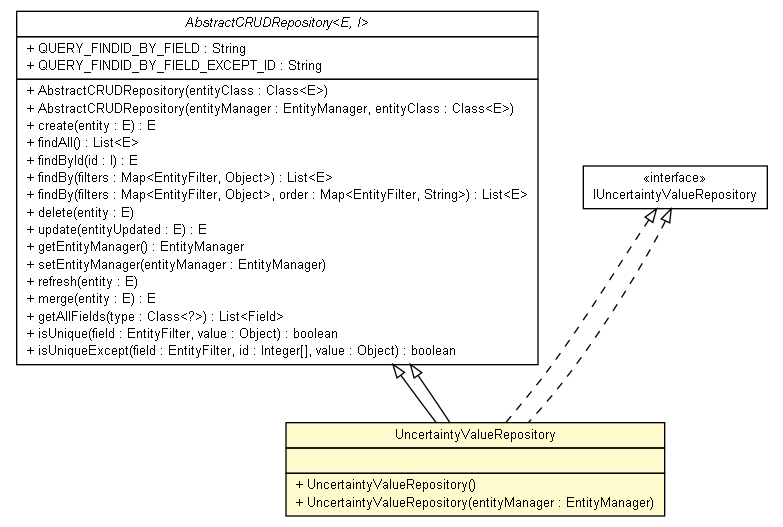 AbstractCRUDRepository<E, I>
+ QUERY_FINDID_BY_FIELD : String
+ QUERY_FINDID_BY_FIELD_EXCEPT_ID : String
+ AbstractCRUDRepository(entityClass : Class<E>)
+ AbstractCRUDRepository(entityManager : EntityManager, entityClass : Class<E>)
+ create(entity : E) : E
+ findAll() : List<E>
+ findById(id : I) : E
+ findBy(filters : Map<EntityFilter, Object>) : List<E>
+ findBy(filters : Map<EntityFilter, Object>, order : Map<EntityFilter, String>) : List<E>
+ delete(entity : E)
+ update(entityUpdated : E) : E
+ getEntityManager() : EntityManager
+ setEntityManager(entityManager : EntityManager)
+ refresh(entity : E)
+ merge(entity : E) : E
+ getAllFields(type : Class<?>) : List<Field>
+ isUnique(field : EntityFilter, value : Object) : boolean
+ isUniqueExcept(field : EntityFilter, id : Integer[], value : Object) : boolean
«interface»
IUncertaintyValueRepository
UncertaintyValueRepository
+ UncertaintyValueRepository()
+ UncertaintyValueRepository(entityManager : EntityManager)